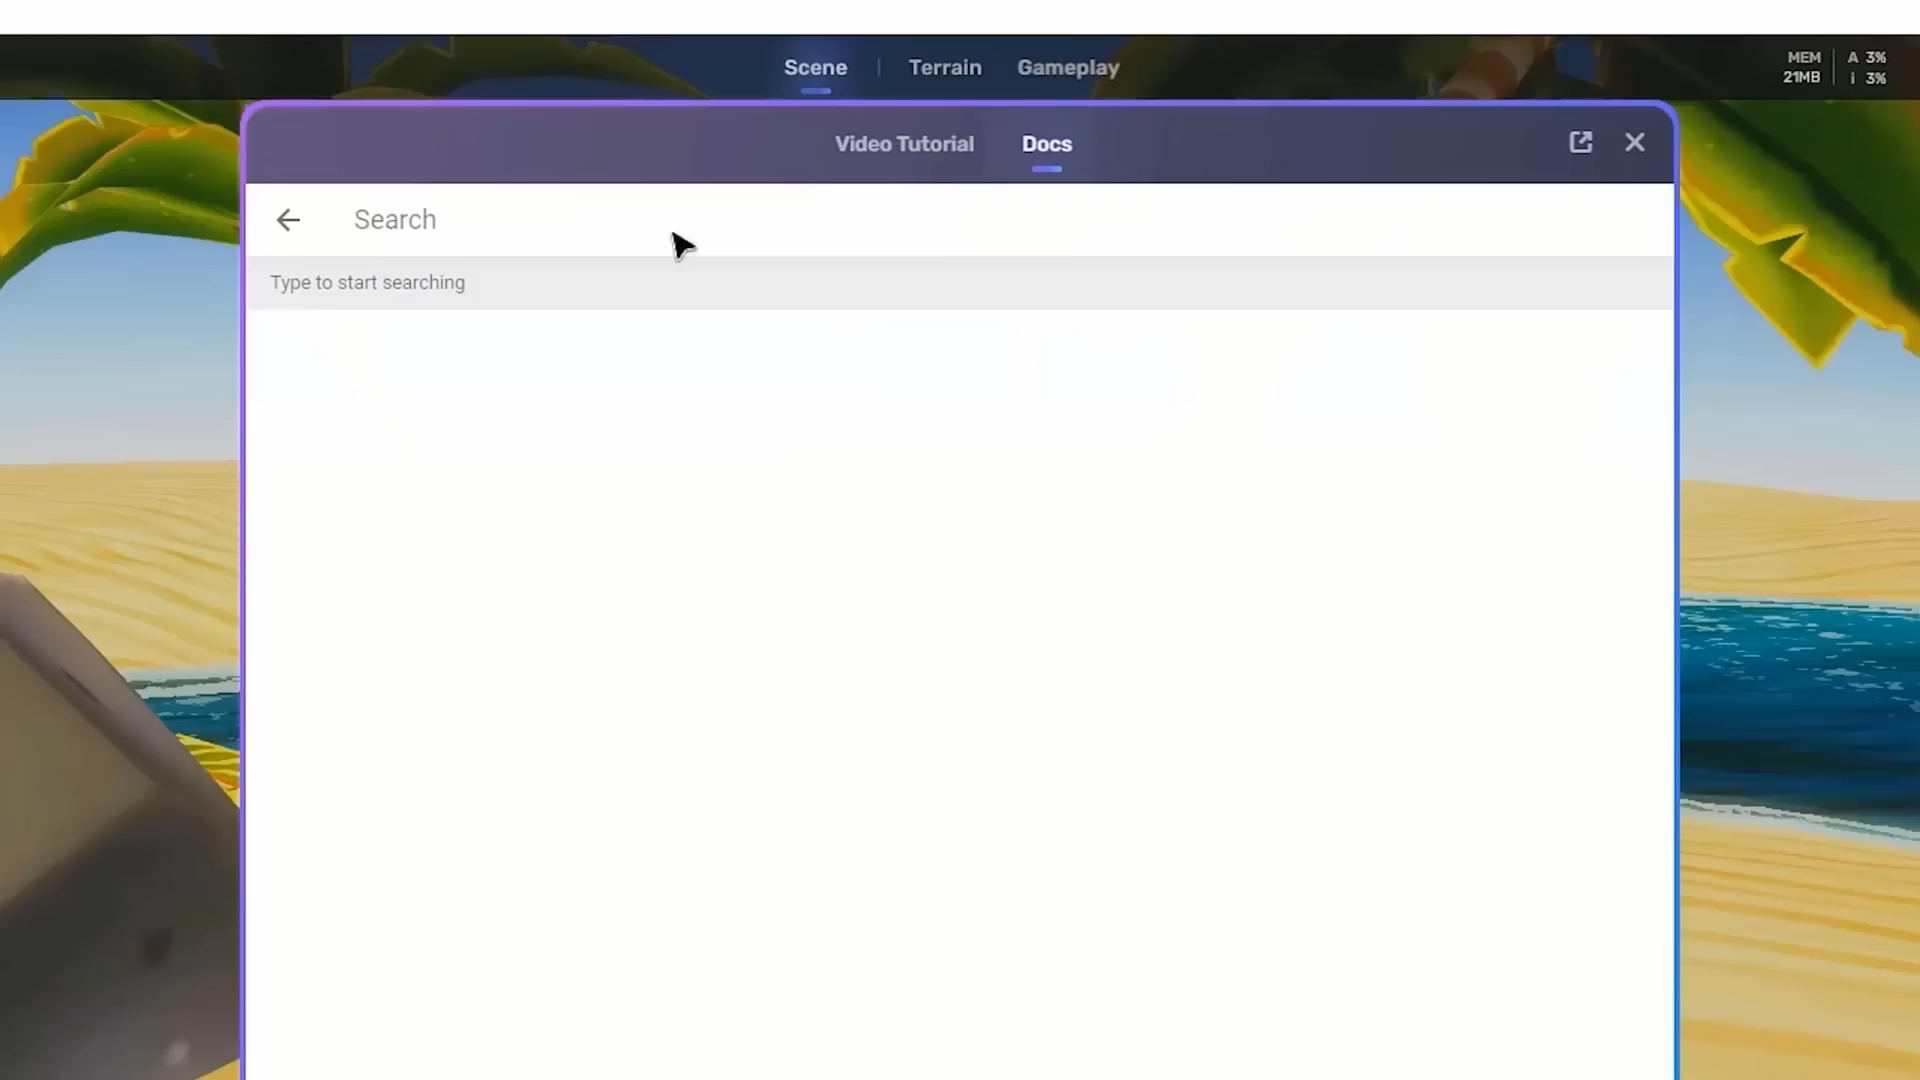 Scene | Terrain Gameplay
MEM A 3%
21MB i 3%
Video Tutorial Docs
Search
Type to start searching